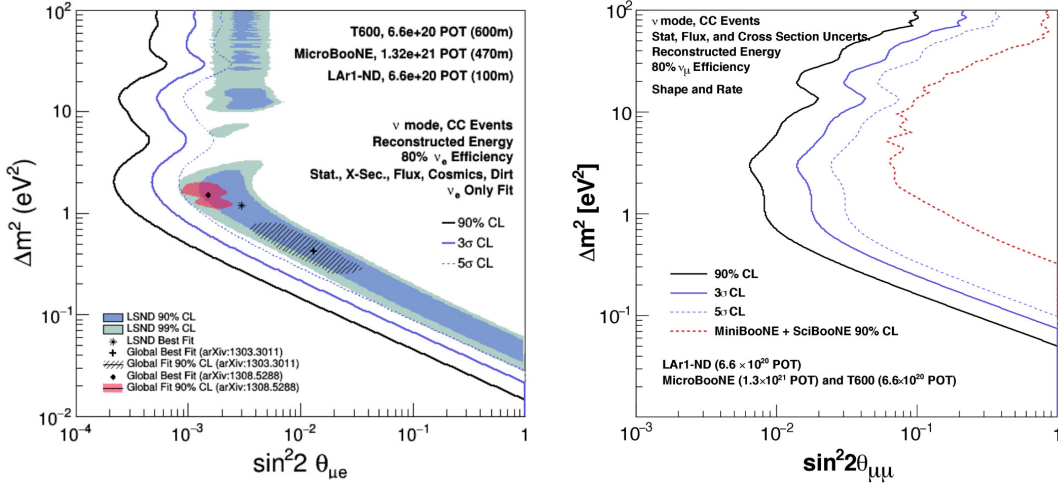 T600, 6.6e+20 POT (600m)
MicroBooNE, 1.32e+21 POT (470m)
LAr1-ND, 6.6e+20 POT (100m)
ν mode, CC Events
Reconstructed Energy
80% νe Efficiency
Stat., X-Sec., Flux, Cosmics, Dirt
νe Only Fit
90% CL
3σ CL
5σ CL
LSND 90% CL
LSND 99% CL
LSND Best Fit
Global Best Fit (arXiv:1303.3011)
Global Fit 90% CL (arXiv:1303.3011)
Global Best Fit (arXiv:1308.5288)
Global Fit 90% CL (arXiv:1308.5288)
Δm² (eV²)
10²
10
1
10⁻¹
10⁻²
10⁻⁴
10⁻³
10⁻²
10⁻¹
1
sin²2 θμe
ν mode, CC Events
Stat, Flux, and Cross Section Uncerts.
Reconstructed Energy
80% νμ Efficiency
Shape and Rate
90% CL
3σ CL
5σ CL
MiniBooNE + SciBooNE 90% CL
LAr1-ND (6.6 × 10²⁰ POT)
MicroBooNE (1.3×10²¹ POT) and T600 (6.6×10²⁰ POT)
Δm² [eV²]
10
1
10⁻¹
10⁻³
10⁻²
10⁻¹
1
sin²2θμμ